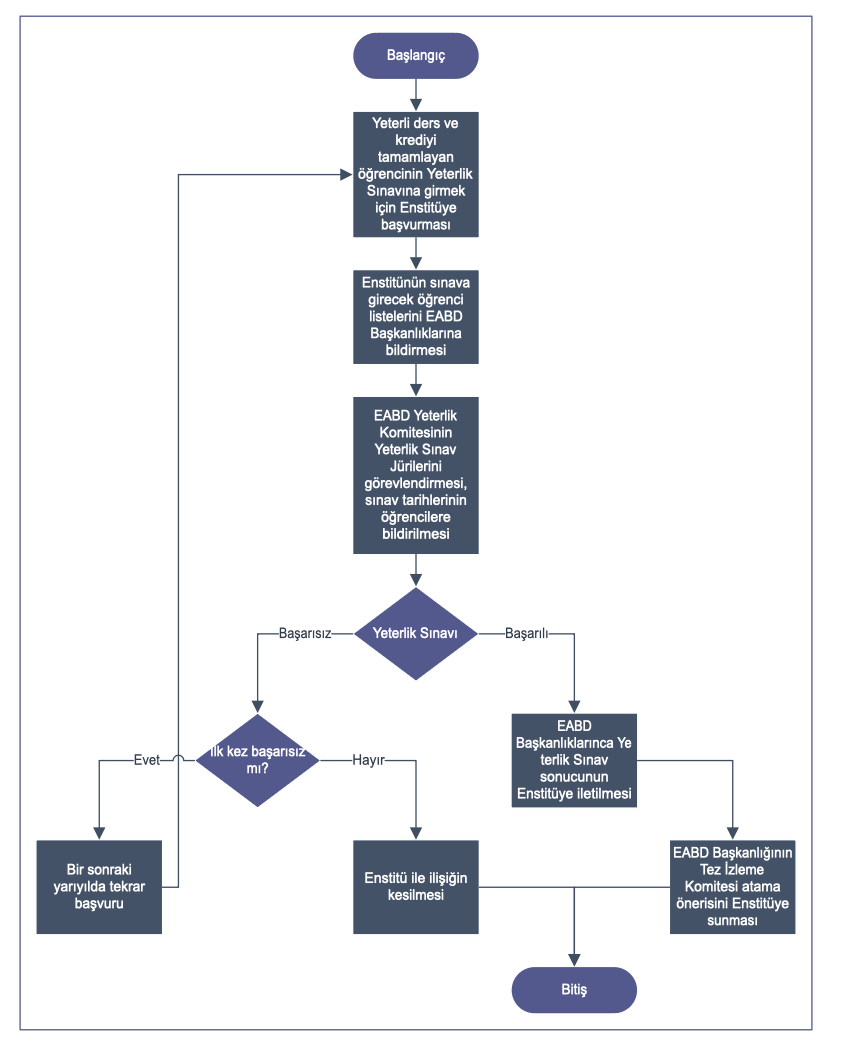 Başlangıç
Yeterli ders ve
krediyi
tamamlayan
öğrencinin Yeterlik
Sınavına girmek
için Enstitüye
başvurması
Enstitünün sınava
girecek öğrenci
listelerini EABD
Başkanlıklarına
bildirmesi
EABD Yeterlik
Komitesinin
Yeterlik Sınav
Jürilerini
görevlendirmesi,
sınav tarihlerinin
öğrencilere
bildirilmesi
Başarısız
Yeterlik Sınavı
Başarılı
Evet
İlk kez başarısız
mı?
Hayır
EABD
Başkanlıklarınca Ye
terlik Sınav
sonucunun
Enstitüye iletilmesi
Bir sonraki
yarıyılda tekrar
başvuru
Enstitü ile ilişiğin
kesilmesi
EABD Başkanlığının
Tez İzleme
Komitesi atama
önerisini Enstitüye
sunması
Bitiş